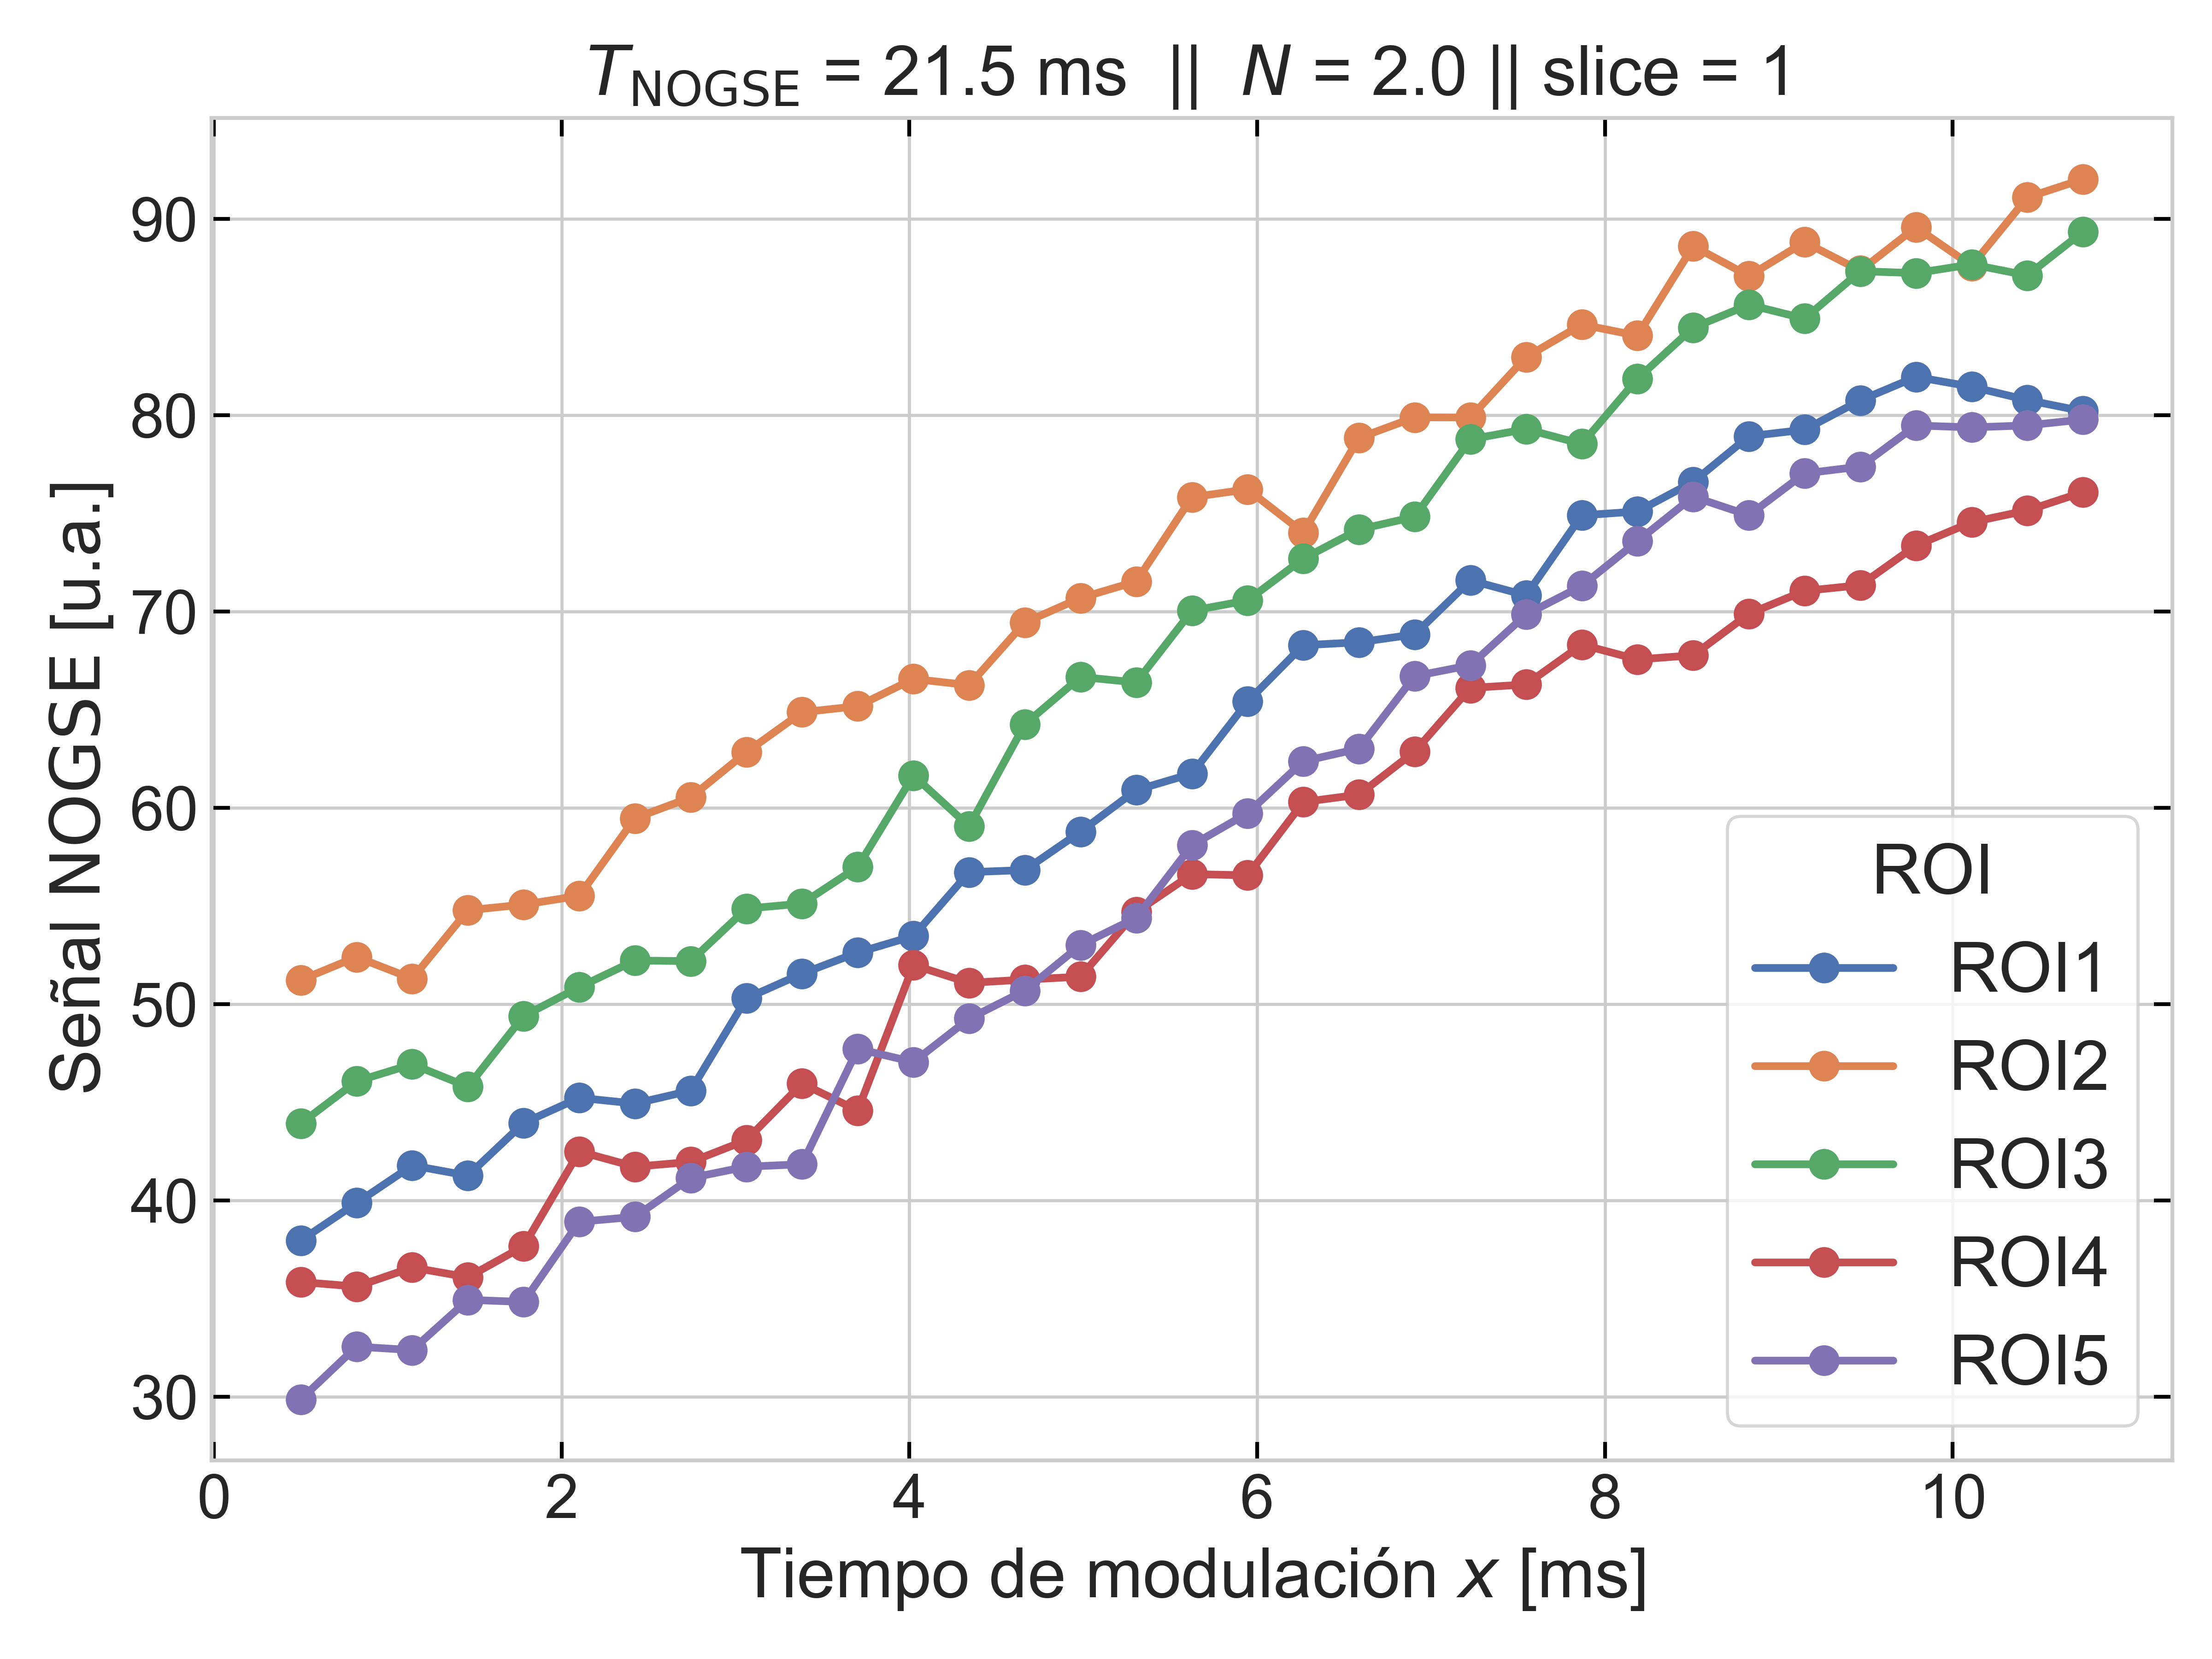 T_NOGSE = 21.5 ms || N = 2.0 || slice = 1
Señal NOGSE [u.a.]
90
80
70
60
50
40
30
ROI
ROI1
ROI2
ROI3
ROI4
ROI5
0 2 4 6 8 10
Tiempo de modulación x [ms]